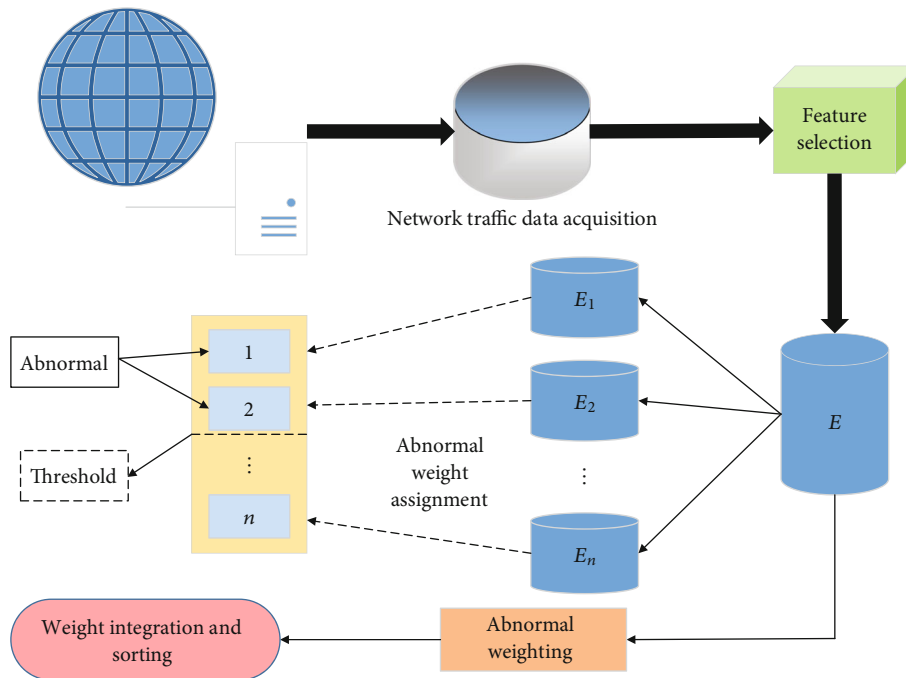 Feature
selection
Network traffic data acquisition
E₁
1
Abnormal
2
E₂
E
Abnormal
weight
assignment
Threshold
⋮
⋮
n
Eₙ
Weight integration and
sorting
Abnormal
weighting